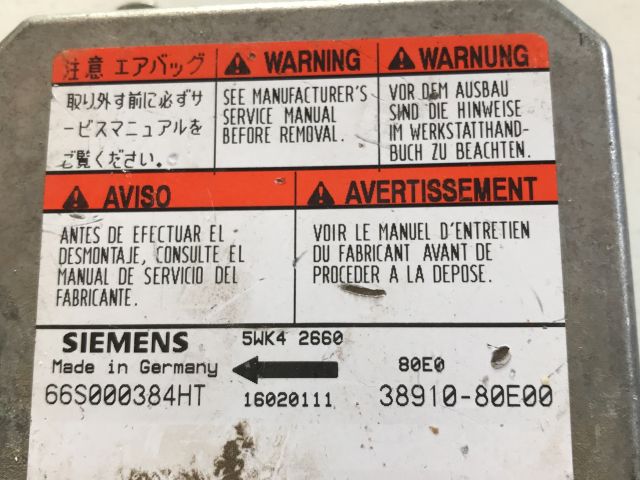 注意 エアバッグ
取り外す前に必ずサ
ービスマニュアルを
ご覧ください。
WARNING
SEE MANUFACTURER'S
SERVICE MANUAL
BEFORE REMOVAL.
WARNUNG
VOR DEM AUSBAU
SIND DIE HINWEISE
IM WERKSTATTHAND-
BUCH ZU BEACHTEN.
AVISO
ANTES DE EFECTUAR EL
DESMONTAJE, CONSULTE EL
MANUAL DE SERVICIO DEL
FABRICANTE.
AVERTISSEMENT
VOIR LE MANUEL D'ENTRETIEN
DU FABRICANT AVANT DE
PROCEDER A LA DEPOSE.
SIEMENS 5WK4 2660
Made in Germany 80E0
66S000384HT 16020111 38910-80E00